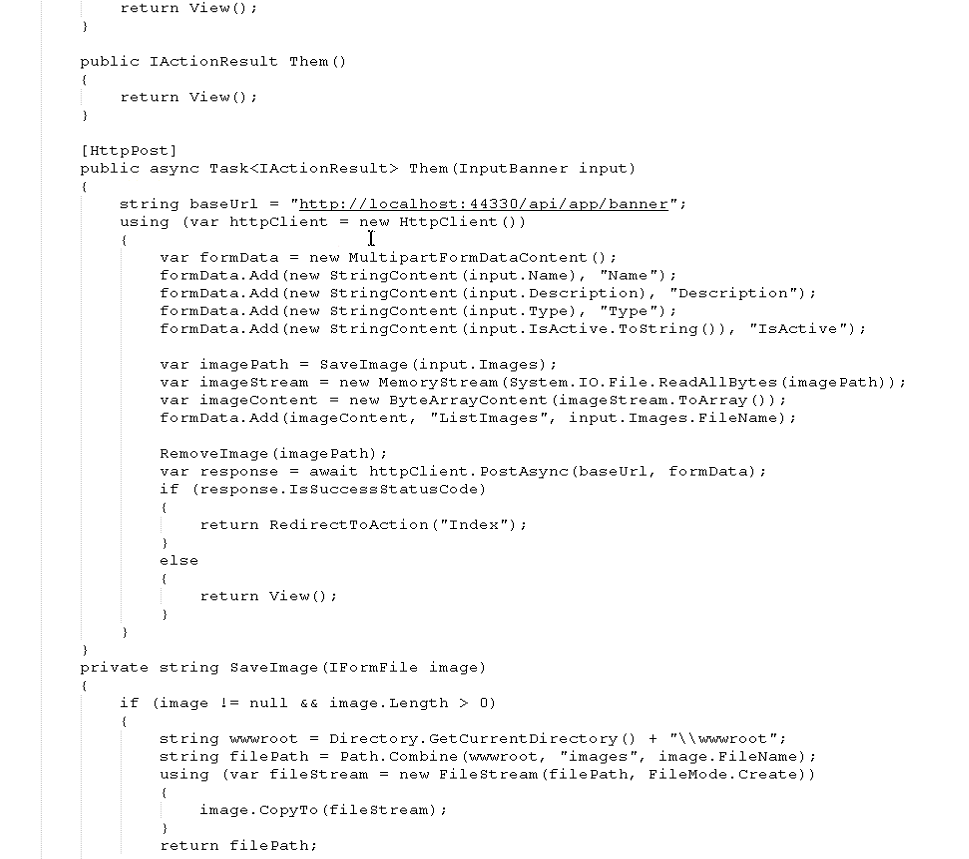 return View();
}
public IActionResult Them()
{
return View();
}
[HttpPost]
public async Task<IActionResult> Them(InputBanner input)
{
string baseUrl = "http://localhost:44330/api/app/banner";
using (var httpClient = new HttpClient())
{
var formData = new MultipartFormDataContent();
formData.Add(new StringContent(input.Name), "Name");
formData.Add(new StringContent(input.Description), "Description");
formData.Add(new StringContent(input.Type), "Type");
formData.Add(new StringContent(input.IsActive.ToString()), "IsActive");
var imagePath = SaveImage(input.Images);
var imageStream = new MemoryStream(System.IO.File.ReadAllBytes(imagePath));
var imageContent = new ByteArrayContent(imageStream.ToArray());
formData.Add(imageContent, "ListImages", input.Images.FileName);
RemoveImage(imagePath);
var response = await httpClient.PostAsync(baseUrl, formData);
if (response.IsSuccessStatusCode)
{
return RedirectToAction("Index");
}
else
{
return View();
}
}
}
private string SaveImage(IFormFile image)
{
if (image != null && image.Length > 0)
{
string wwwroot = Directory.GetCurrentDirectory() + "\\wwwroot";
string filePath = Path.Combine(wwwroot, "images", image.FileName);
using (var fileStream = new FileStream(filePath, FileMode.Create))
{
image.CopyTo(fileStream);
}
return filePath;